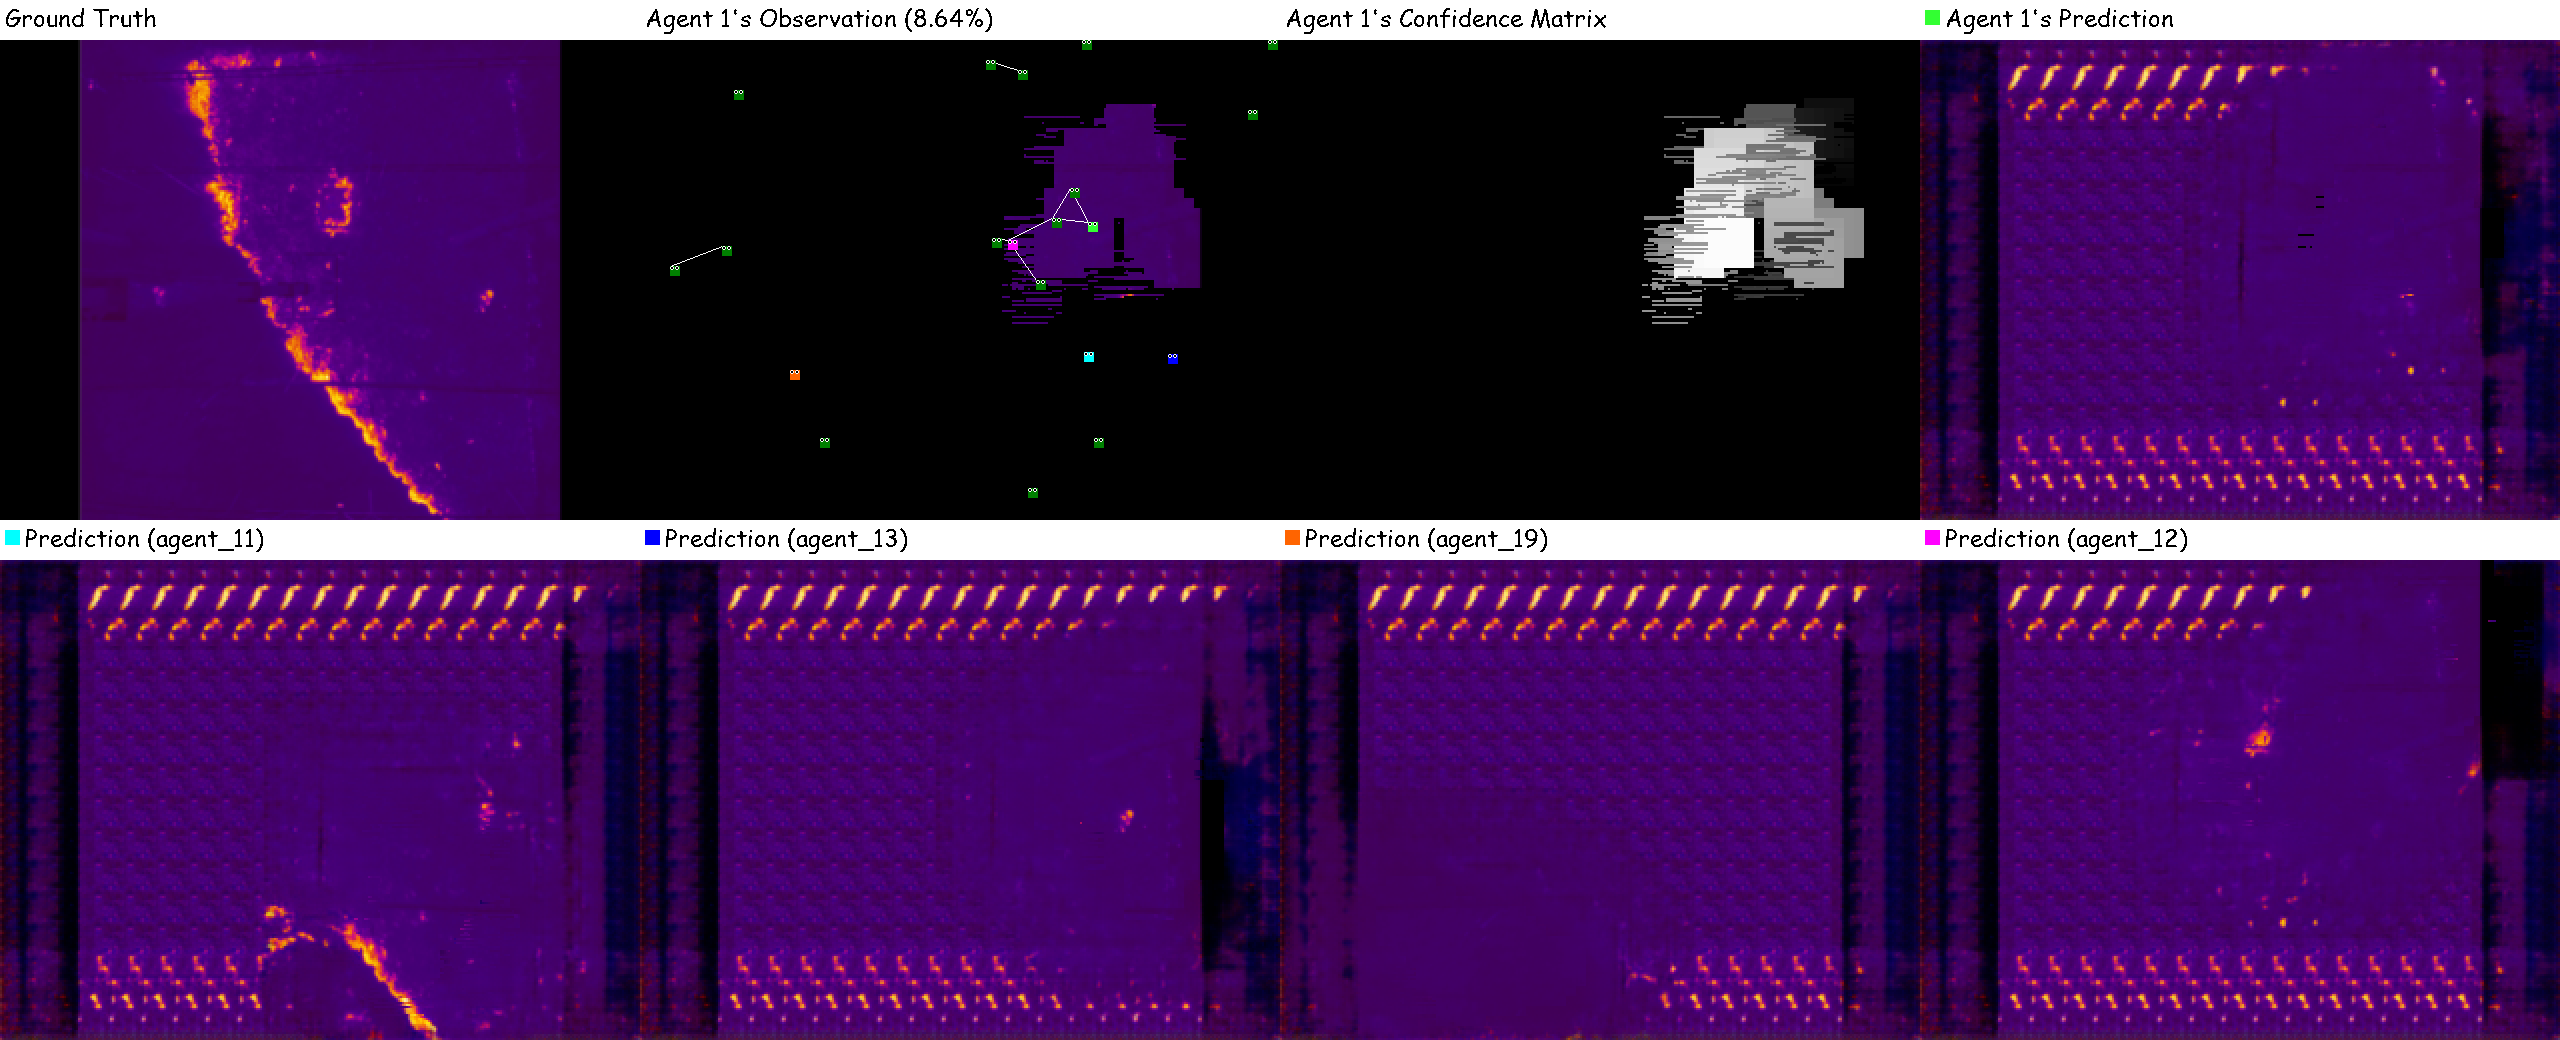 Ground Truth
Agent 1's Observation (8.64%)
Agent 1's Confidence Matrix
Agent 1's Prediction
Prediction (agent_11)
Prediction (agent_13)
Prediction (agent_19)
Prediction (agent_12)